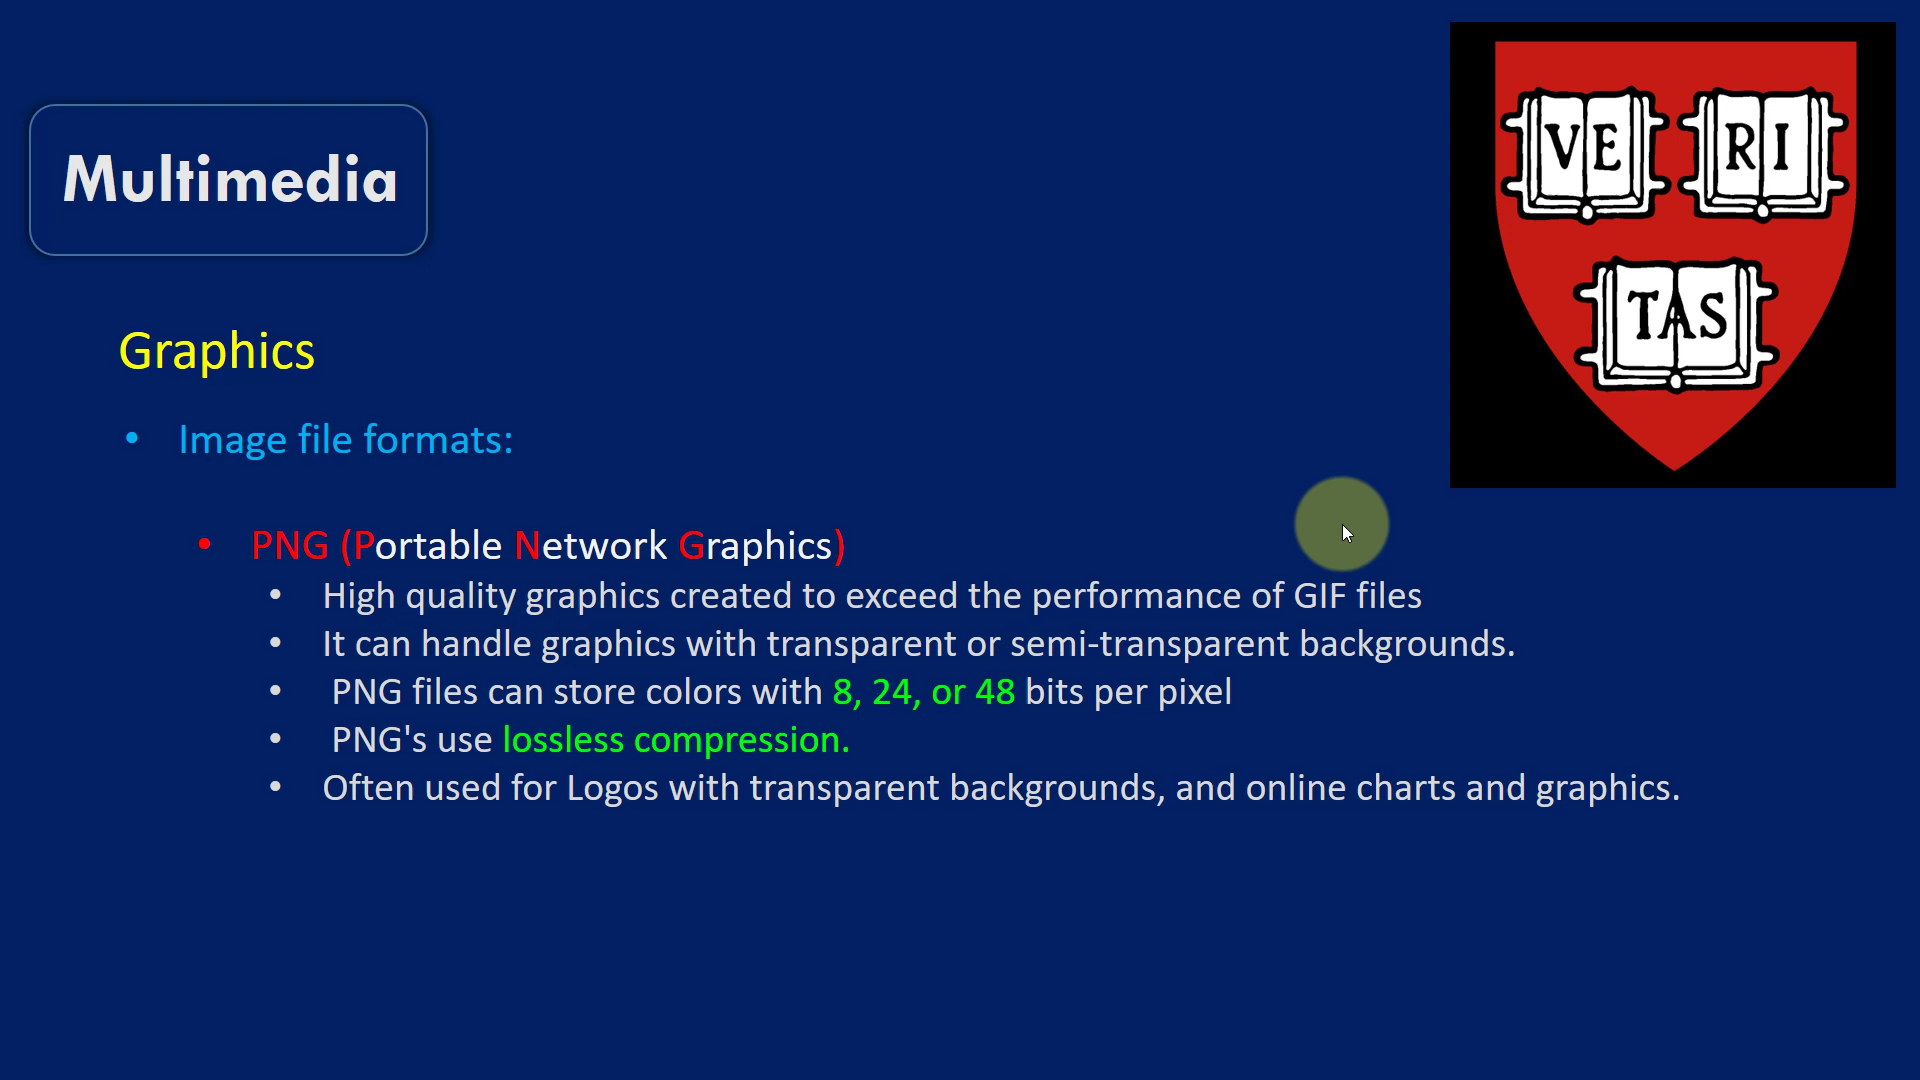 Multimedia
VE RI
TAS
Graphics
• Image file formats:
• PNG (Portable Network Graphics)
• High quality graphics created to exceed the performance of GIF files
• It can handle graphics with transparent or semi-transparent backgrounds.
• PNG files can store colors with 8, 24, or 48 bits per pixel
• PNG's use lossless compression.
• Often used for Logos with transparent backgrounds, and online charts and graphics.